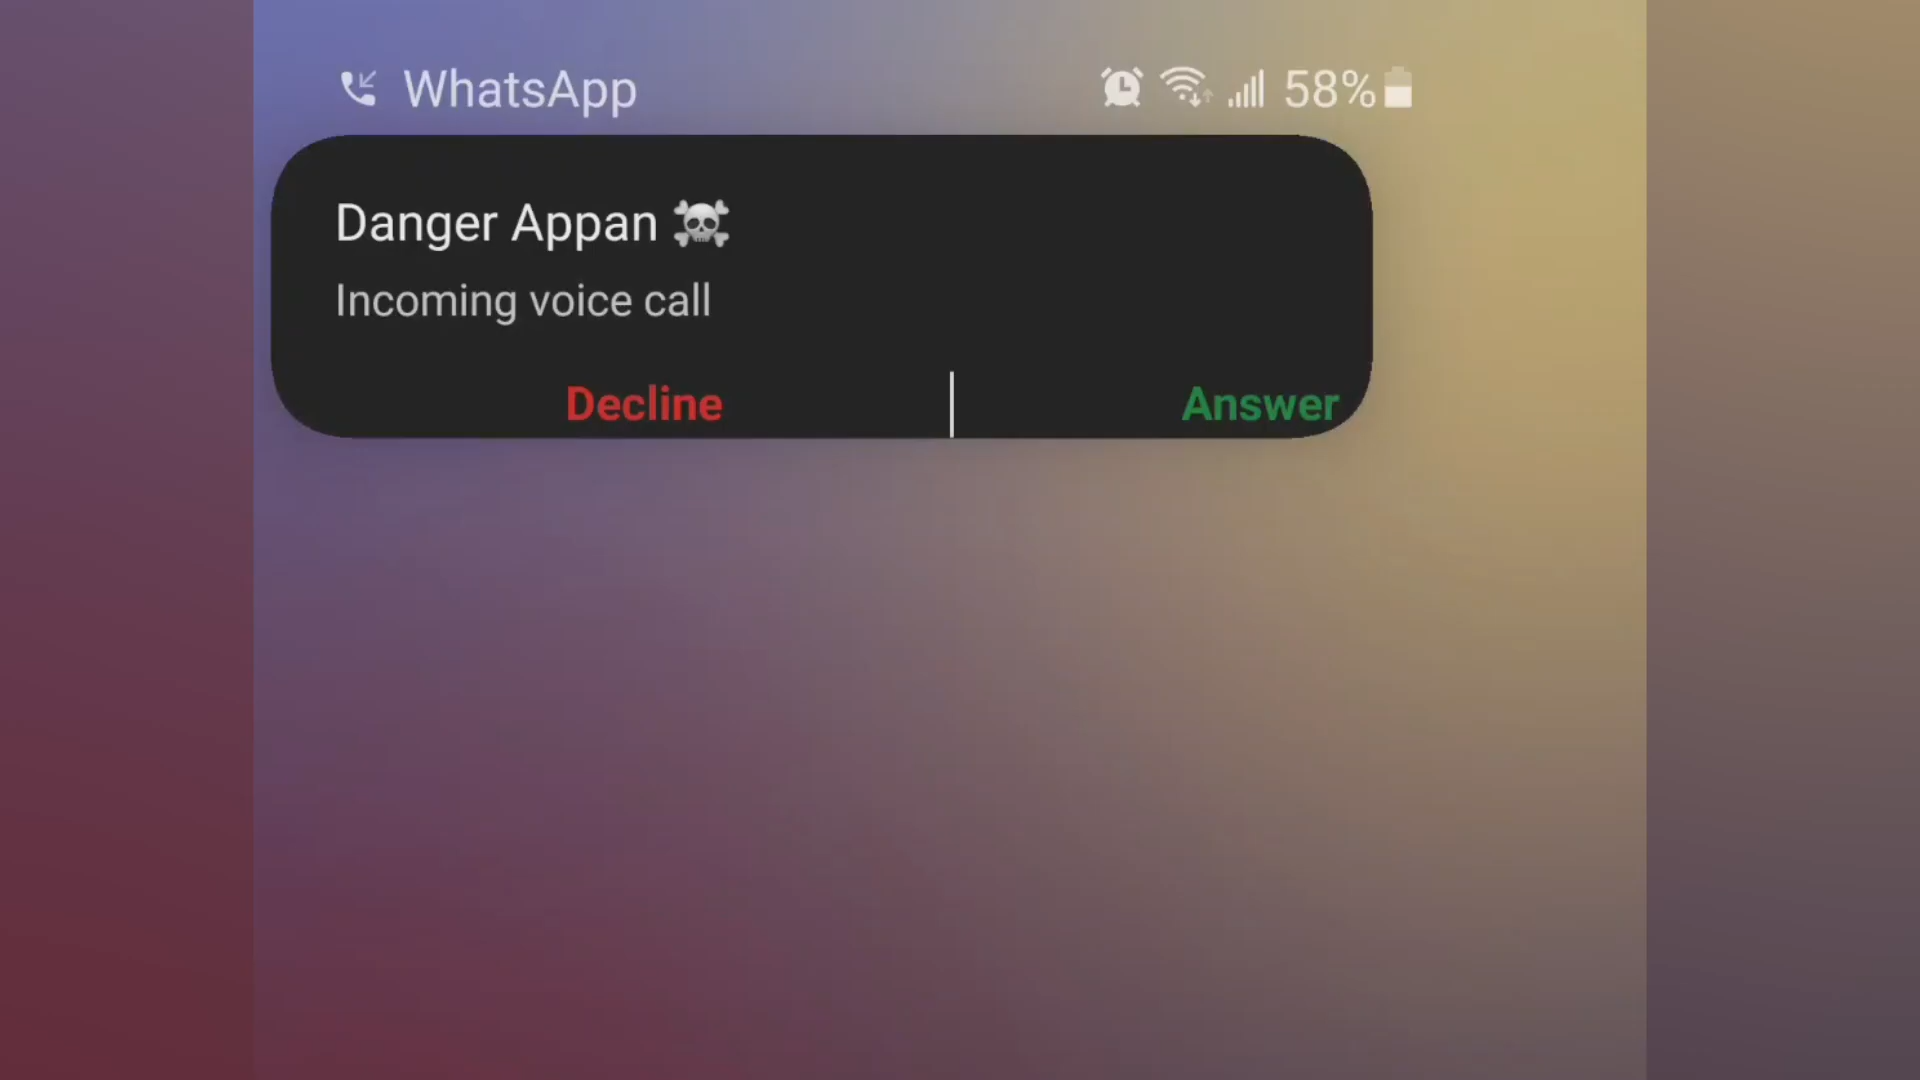 WhatsApp 58%
Danger Appan ☠️
Incoming voice call
Decline Answer